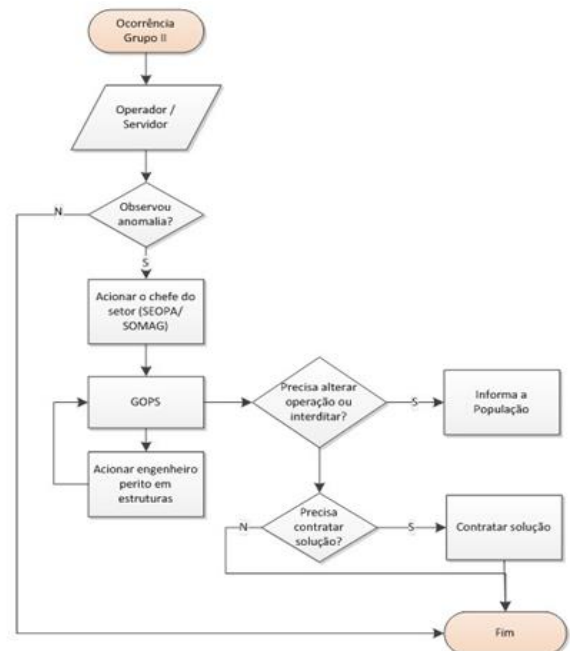 Ocorrência
Grupo II
Operador /
Servidor
N
Observou
anomalia?
S
Acionar o chefe do
setor (SEOPA/
SOMAG)
GOPS
Precisa alterar
operação ou
interditar?
S
Informa a
População
Acionar engenheiro
perito em
estruturas
N
Precisa
contratar
solução?
S
Contratar solução
Fim